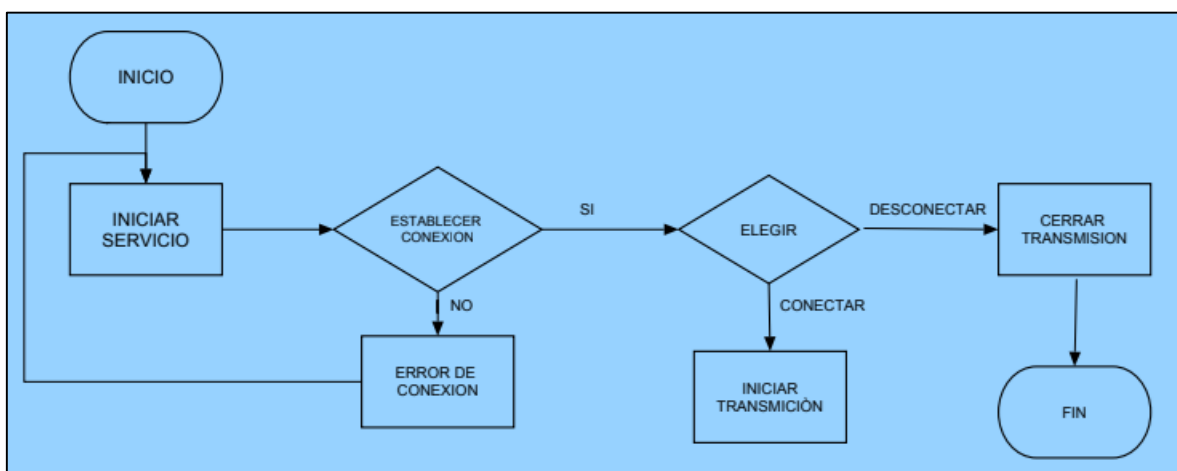 INICIO
INICIAR
SERVICIO
ESTABLECER
CONEXION
SI
ELEGIR
DESCONECTAR
CERRAR
TRANSMISION
NO
CONECTAR
ERROR DE
CONEXION
INICIAR
TRANSMICIÒN
FIN